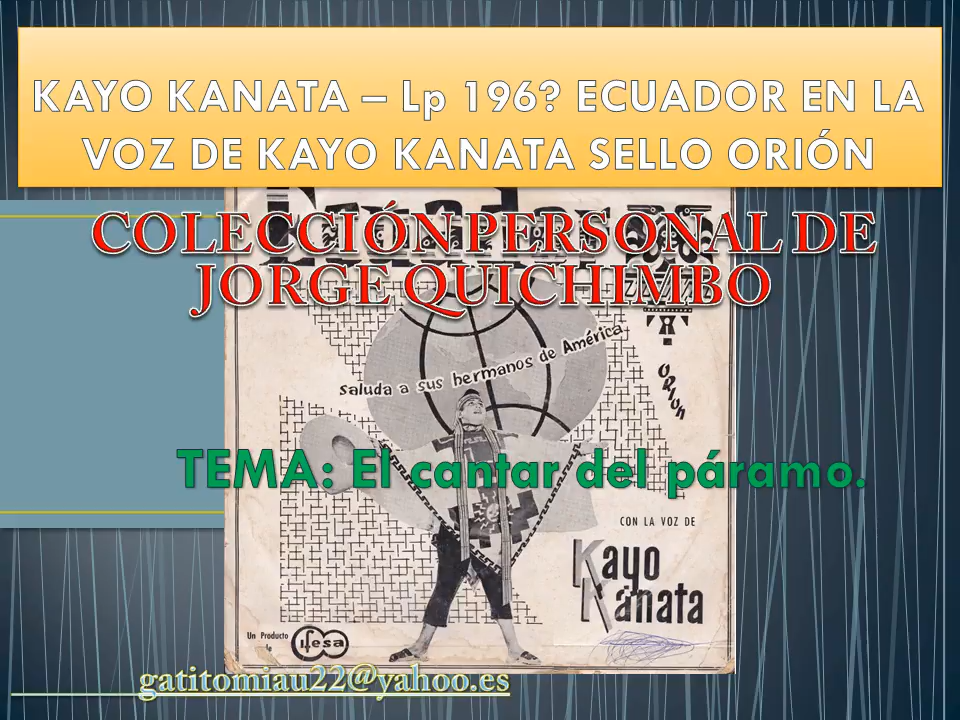 KAYO KANATA – Lp 196? ECUADOR EN LA
VOZ DE KAYO KANATA SELLO ORIÓN
COLECCIÓN PERSONAL DE
JORGE QUICHIMBO
saluda a sus hermanos de América
ORION
TEMA: El cantar del páramo.
CON LA VOZ DE
Kayo
Kanata
Un Producto
ifesa
gatitomiau22@yahoo.es